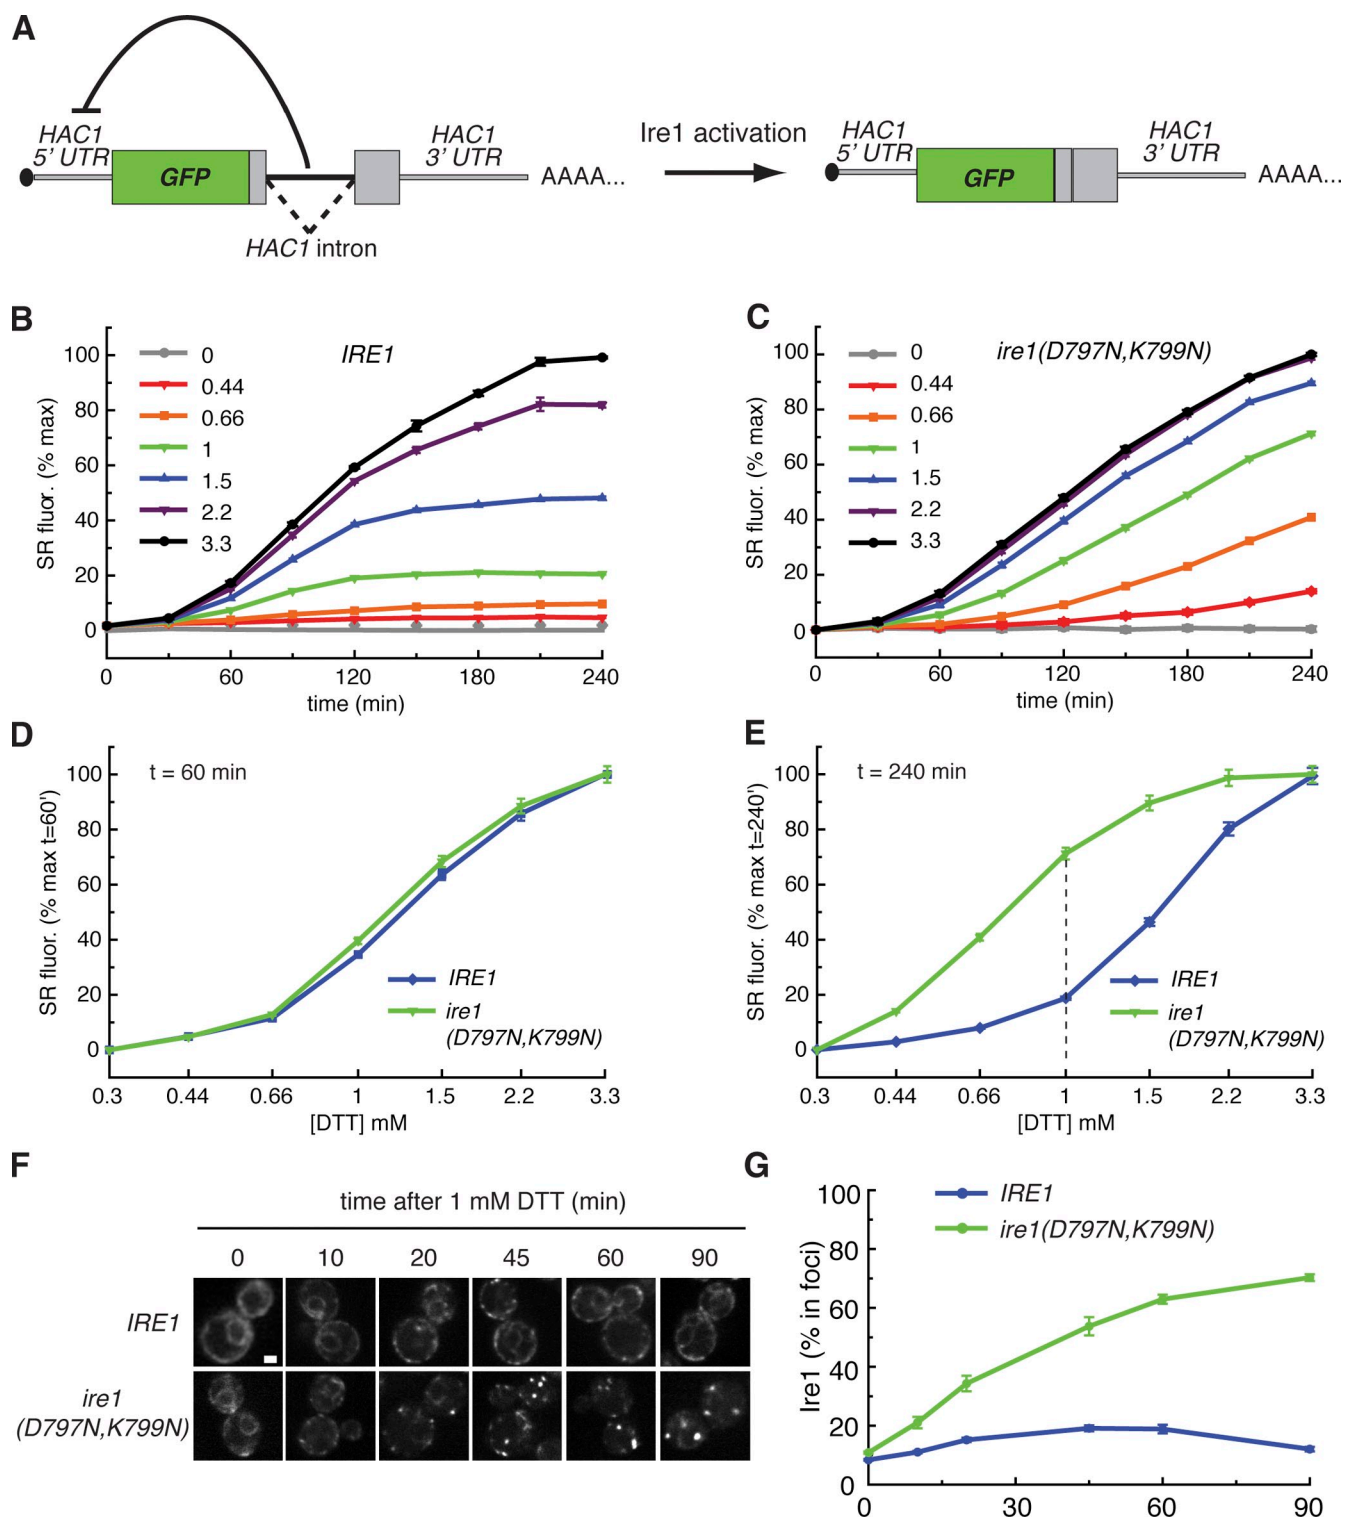 A
HAC1
5’ UTR
GFP
HAC1 intron
HAC1
3’ UTR
AAAA...
Ire1 activation
HAC1
5’ UTR
GFP
HAC1
3’ UTR
AAAA...
B
IRE1
SR fluor. (% max)
100
80
60
40
20
0
0
0.44
0.66
1
1.5
2.2
3.3
0
60
120
180
240
time (min)
C
ire1(D797N,K799N)
SR fluor. (% max)
100
80
60
40
20
0
0
0.44
0.66
1
1.5
2.2
3.3
0
60
120
180
240
time (min)
D
t = 60 min
SR fluor. (% max t=60')
100
80
60
40
20
0
IRE1
ire1
(D797N,K799N)
0.3
0.44
0.66
1
1.5
2.2
3.3
[DTT] mM
E
t = 240 min
SR fluor. (% max t=240')
100
80
60
40
20
0
IRE1
ire1
(D797N,K799N)
0.3
0.44
0.66
1
1.5
2.2
3.3
[DTT] mM
F
time after 1 mM DTT (min)
0
10
20
45
60
90
IRE1
ire1
(D797N,K799N)
G
IRE1
ire1(D797N,K799N)
Ire1 (% in foci)
100
80
60
40
20
0
0
30
60
90